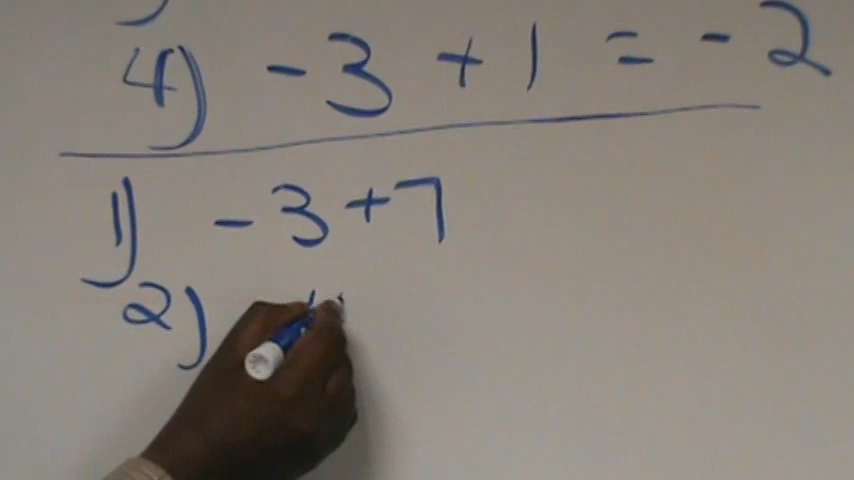 )
4) - 3 + 1 = - 2
1) - 3 + 7
2)